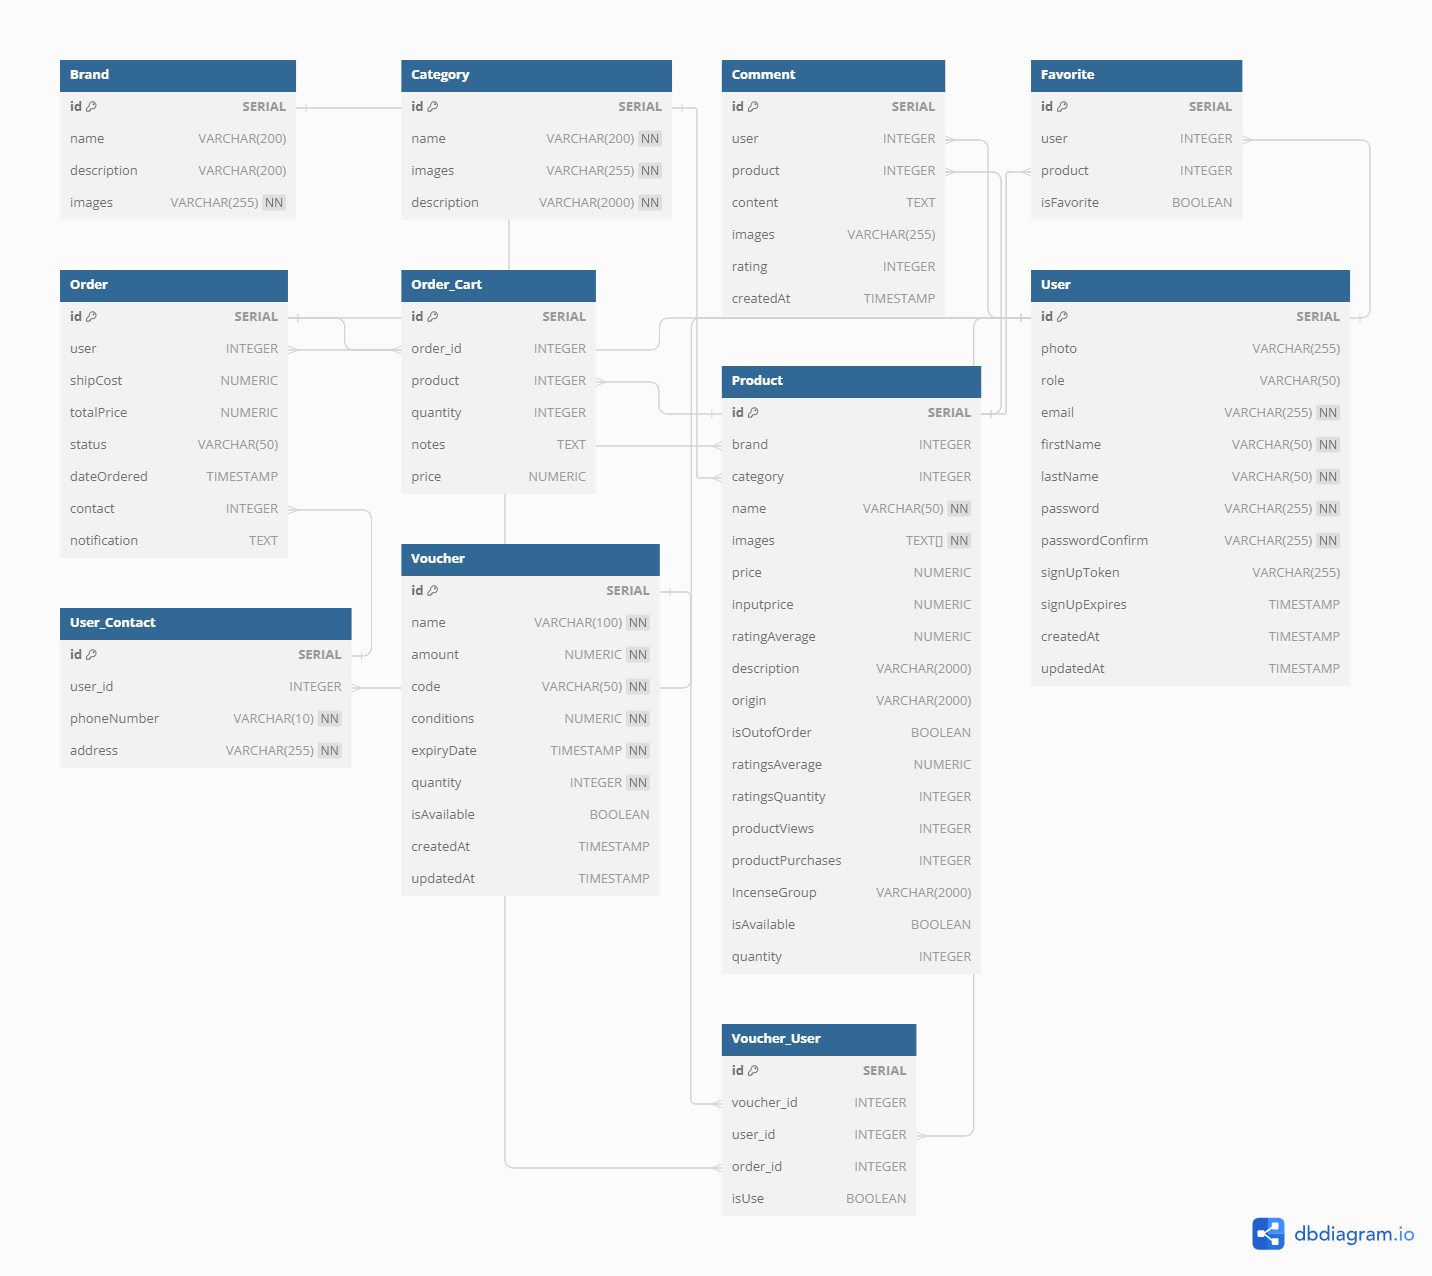 Brand
id SERIAL
name VARCHAR(200)
description VARCHAR(200)
images VARCHAR(255) NN
Category
id SERIAL
name VARCHAR(200) NN
images VARCHAR(255) NN
description VARCHAR(2000) NN
Comment
id SERIAL
user INTEGER
product INTEGER
content TEXT
images VARCHAR(255)
rating INTEGER
createdAt TIMESTAMP
Favorite
id SERIAL
user INTEGER
product INTEGER
isFavorite BOOLEAN
Order
id SERIAL
user INTEGER
shipCost NUMERIC
totalPrice NUMERIC
status VARCHAR(50)
dateOrdered TIMESTAMP
contact INTEGER
notification TEXT
Order_Cart
id SERIAL
order_id INTEGER
product INTEGER
quantity INTEGER
notes TEXT
price NUMERIC
User
id SERIAL
photo VARCHAR(255)
role VARCHAR(50)
email VARCHAR(255) NN
firstName VARCHAR(50) NN
lastName VARCHAR(50) NN
password VARCHAR(255) NN
passwordConfirm VARCHAR(255) NN
signUpToken VARCHAR(255)
signUpExpires TIMESTAMP
createdAt TIMESTAMP
updatedAt TIMESTAMP
Product
id SERIAL
brand INTEGER
category INTEGER
name VARCHAR(50) NN
images TEXT[] NN
price NUMERIC
inputprice NUMERIC
ratingAverage NUMERIC
description VARCHAR(2000)
origin VARCHAR(2000)
isOutofOrder BOOLEAN
ratingsAverage NUMERIC
ratingsQuantity INTEGER
productViews INTEGER
productPurchases INTEGER
IncenseGroup VARCHAR(2000)
isAvailable BOOLEAN
quantity INTEGER
User_Contact
id SERIAL
user_id INTEGER
phoneNumber VARCHAR(10) NN
address VARCHAR(255) NN
Voucher
id SERIAL
name VARCHAR(100) NN
amount NUMERIC NN
code VARCHAR(50) NN
conditions NUMERIC NN
expiryDate TIMESTAMP NN
quantity INTEGER NN
isAvailable BOOLEAN
createdAt TIMESTAMP
updatedAt TIMESTAMP
Voucher_User
id SERIAL
voucher_id INTEGER
user_id INTEGER
order_id INTEGER
isUse BOOLEAN
dbdiagram.io